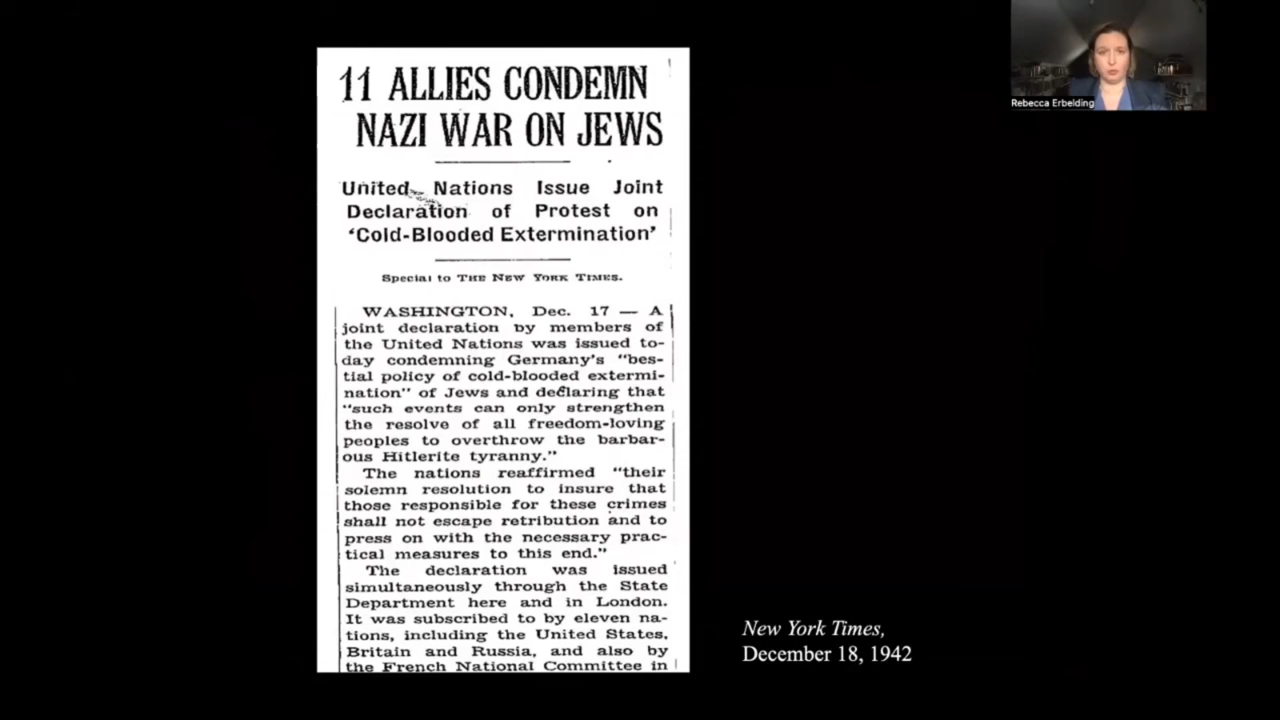 11 ALLIES CONDEMN
NAZI WAR ON JEWS
United Nations Issue Joint
Declaration of Protest on
‘Cold-Blooded Extermination’
Special to THE NEW YORK TIMES.
WASHINGTON, Dec. 17 — A
joint declaration by members of
the United Nations was issued to-
day condemning Germany's "bes-
tial policy of cold-blooded extermi-
nation" of Jews and declaring that
"such events can only strengthen
the resolve of all freedom-loving
peoples to overthrow the barbar-
ous Hitlerite tyranny."
The nations reaffirmed "their
solemn resolution to insure that
those responsible for these crimes
shall not escape retribution and to
press on with the necessary prac-
tical measures to this end."
The declaration was issued
simultaneously through the State
Department here and in London.
It was subscribed to by eleven na-
tions, including the United States,
Britain and Russia, and also by
the French National Committee in
New York Times,
December 18, 1942
Rebecca Erbelding